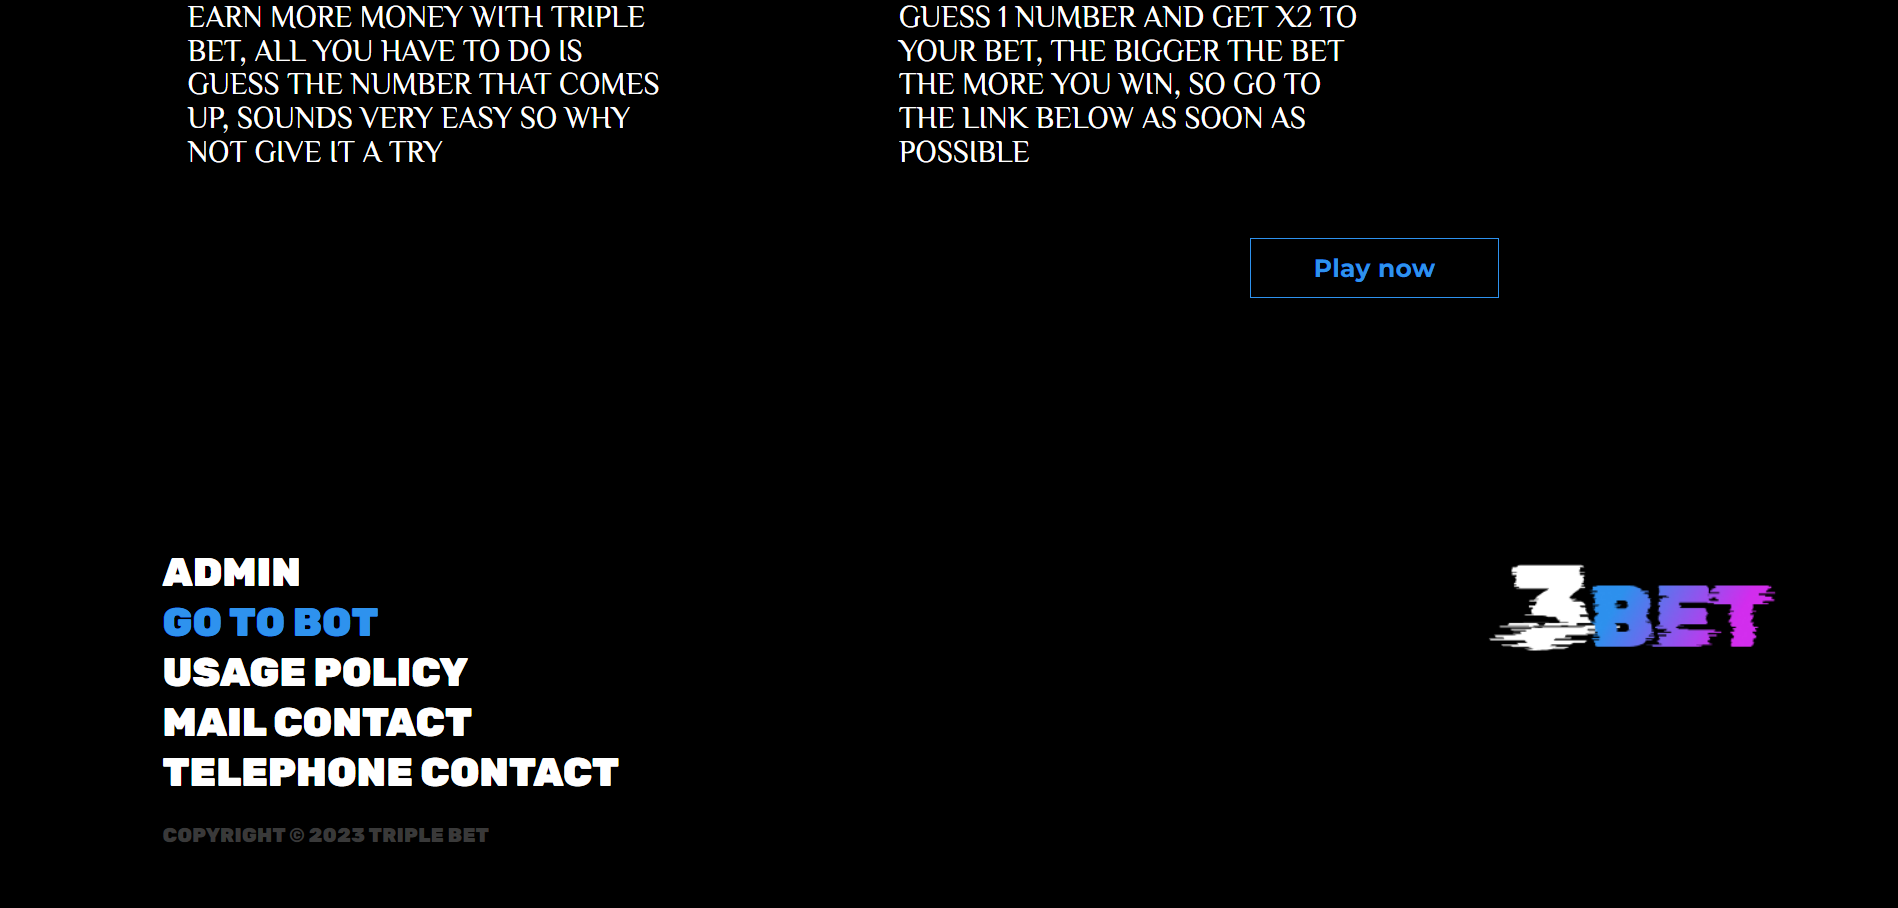 EARN MORE MONEY WITH TRIPLE
BET, ALL YOU HAVE TO DO IS
GUESS THE NUMBER THAT COMES
UP, SOUNDS VERY EASY SO WHY
NOT GIVE IT A TRY
GUESS 1 NUMBER AND GET X2 TO
YOUR BET, THE BIGGER THE BET
THE MORE YOU WIN, SO GO TO
THE LINK BELOW AS SOON AS
POSSIBLE
Play now
ADMIN
GO TO BOT
USAGE POLICY
MAIL CONTACT
TELEPHONE CONTACT
COPYRIGHT © 2023 TRIPLE BET
3BET